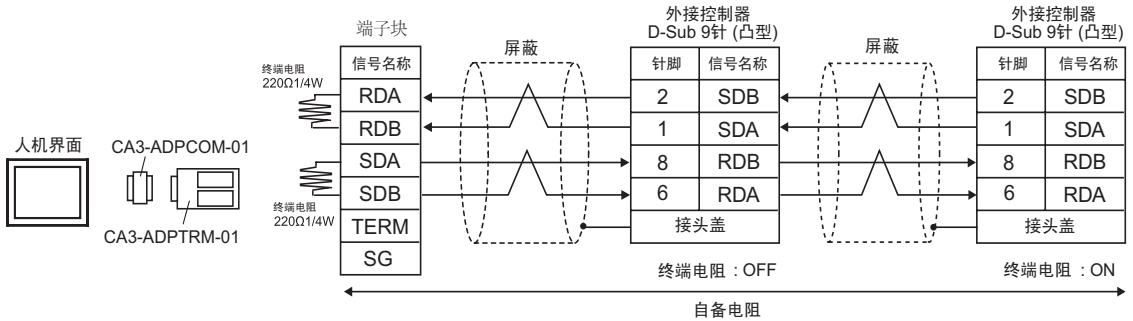 人机界面
CA3-ADPCOM-01
CA3-ADPTRM-01
终端电阻
220Ω1/4W
终端电阻
220Ω1/4W
端子块
信号名称
RDA
RDB
SDA
SDB
TERM
SG
屏蔽
外接控制器
D-Sub 9针 (凸型)
针脚 信号名称
2 SDB
1 SDA
8 RDB
6 RDA
接头盖
终端电阻 : OFF
屏蔽
外接控制器
D-Sub 9针 (凸型)
针脚 信号名称
2 SDB
1 SDA
8 RDB
6 RDA
接头盖
终端电阻 : ON
自备电阻